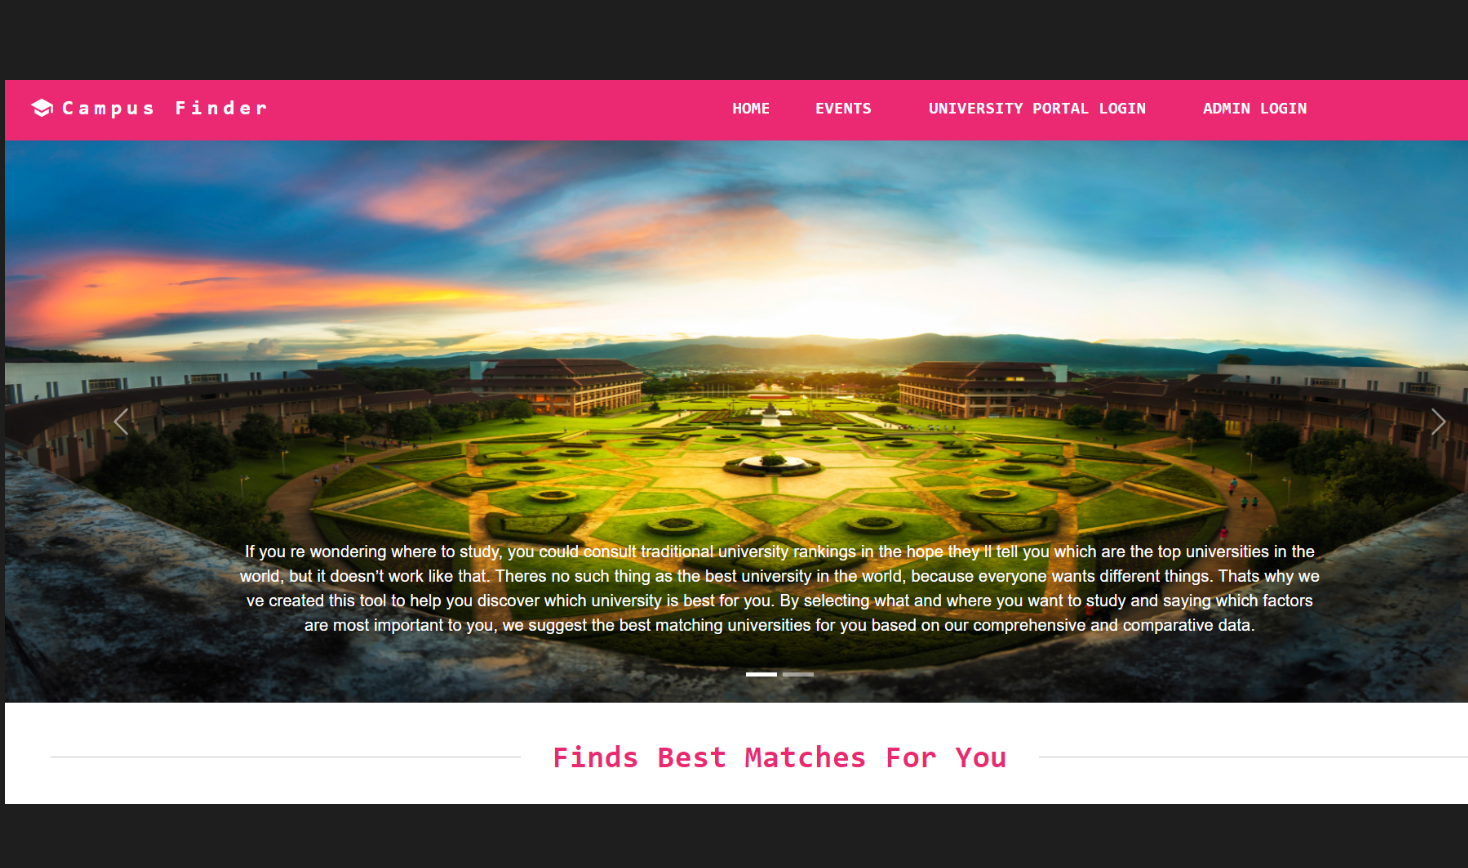 Campus Finder
HOME EVENTS UNIVERSITY PORTAL LOGIN ADMIN LOGIN
If you re wondering where to study, you could consult traditional university rankings in the hope they ll tell you which are the top universities in the
world, but it doesn't work like that. Theres no such thing as the best university in the world, because everyone wants different things. Thats why we
ve created this tool to help you discover which university is best for you. By selecting what and where you want to study and saying which factors
are most important to you, we suggest the best matching universities for you based on our comprehensive and comparative data.
Finds Best Matches For You